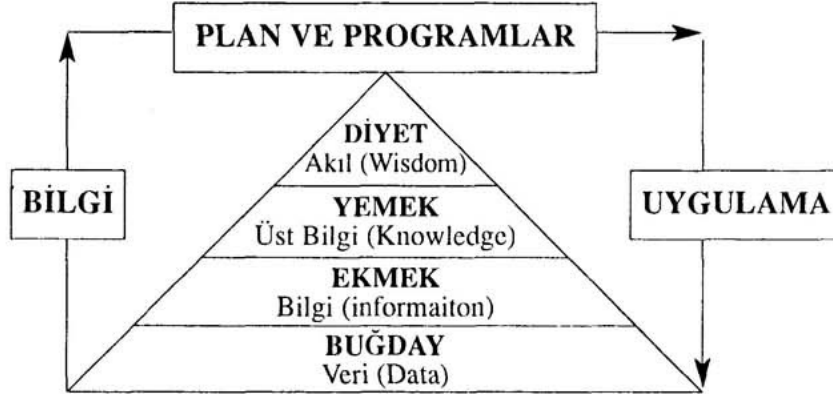 PLAN VE PROGRAMLAR
DİYET
Akıl (Wisdom)
BİLGİ
YEMEK
Üst Bilgi (Knowledge)
UYGULAMA
EKMEK
Bilgi (informaiton)
BUĞDAY
Veri (Data)